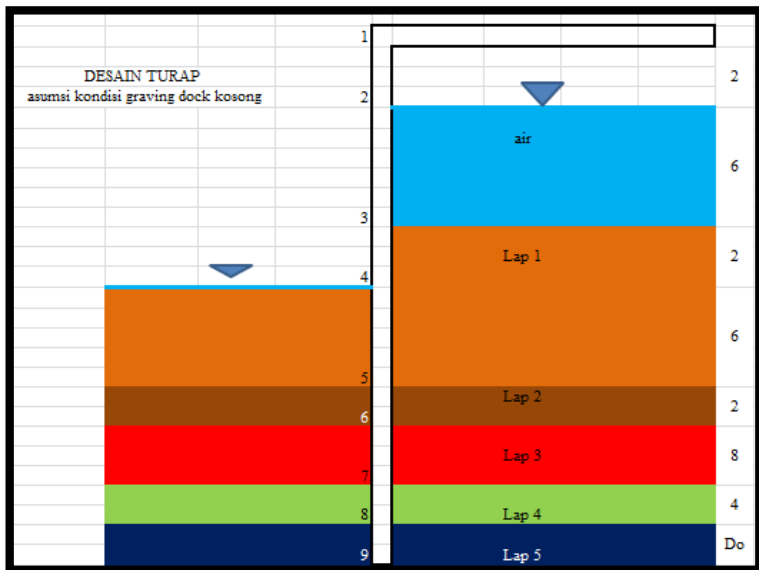 1
DESAIN TURAP
asumsi kondisi graving dock kosong
2
2
air
6
3
Lap 1
2
4
6
5
Lap 2
2
6
Lap 3
8
7
Lap 4
4
8
Do
Lap 5
9